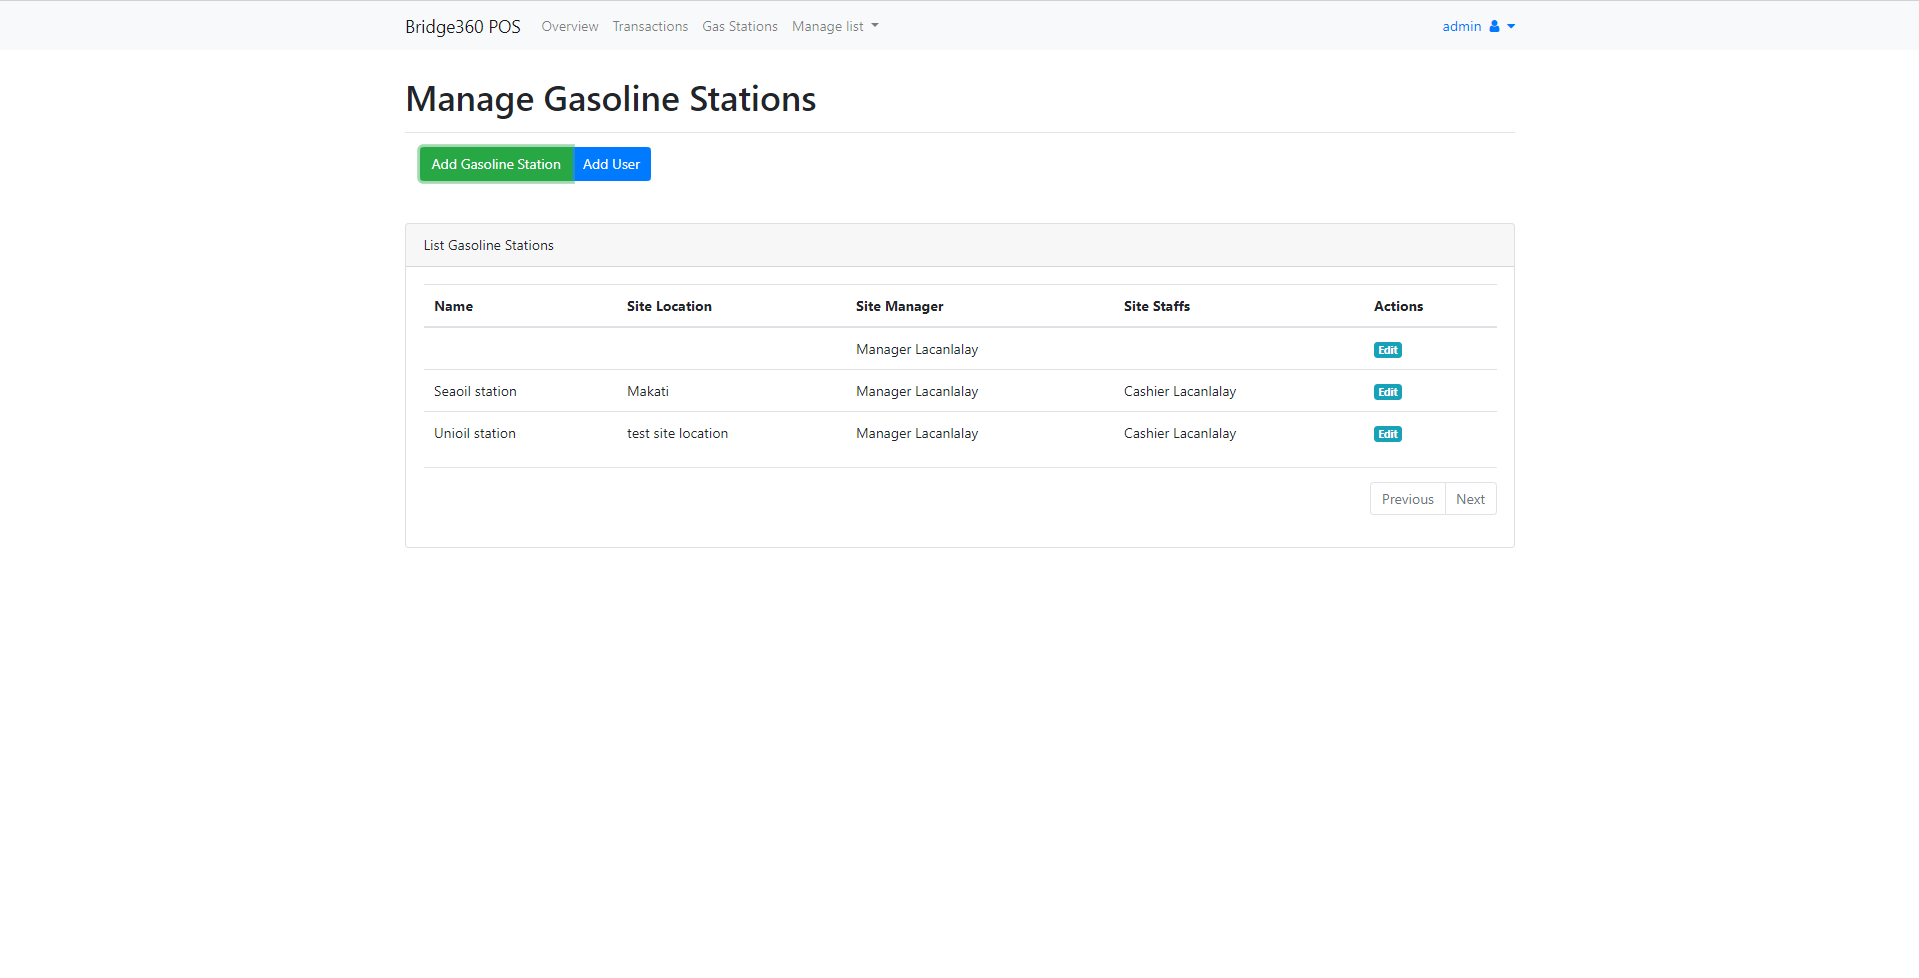 Bridge360 POS Overview Transactions Gas Stations Manage list admin
Manage Gasoline Stations
Add Gasoline Station Add User
List Gasoline Stations
Name Site Location Site Manager Site Staffs Actions
Manager Lacanlalay Edit
Seaoil station Makati Manager Lacanlalay Cashier Lacanlalay Edit
Unioil station test site location Manager Lacanlalay Cashier Lacanlalay Edit
Previous Next